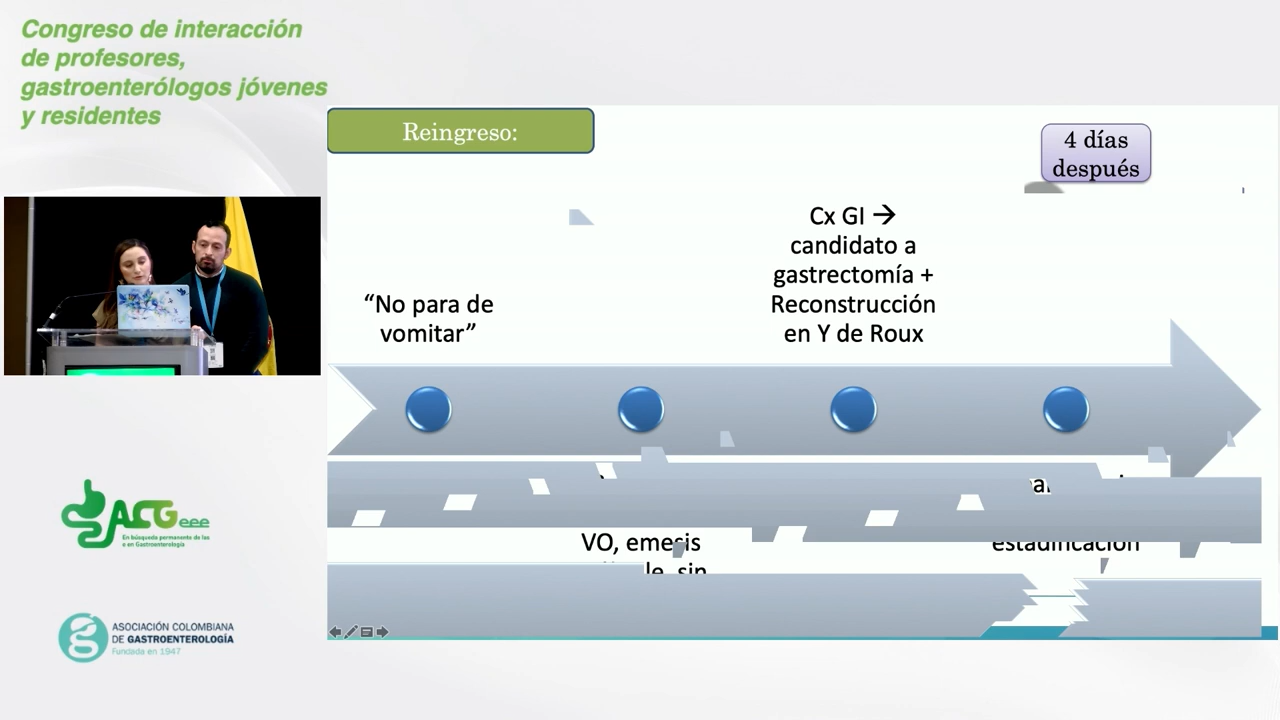 Congreso de interacción
de profesores,
gastroenterólogos jóvenes
y residentes
Reingreso:
4 días
después
Cx GI →
candidato a
gastrectomía +
Reconstrucción
en Y de Roux
“No para de
vomitar”
VO, emesis
sin
estadificación
ACGeee
En búsqueda permanente de las
e en Gastroenterología
ASOCIACIÓN COLOMBIANA
DE GASTROENTEROLOGÍA
Fundada en 1947